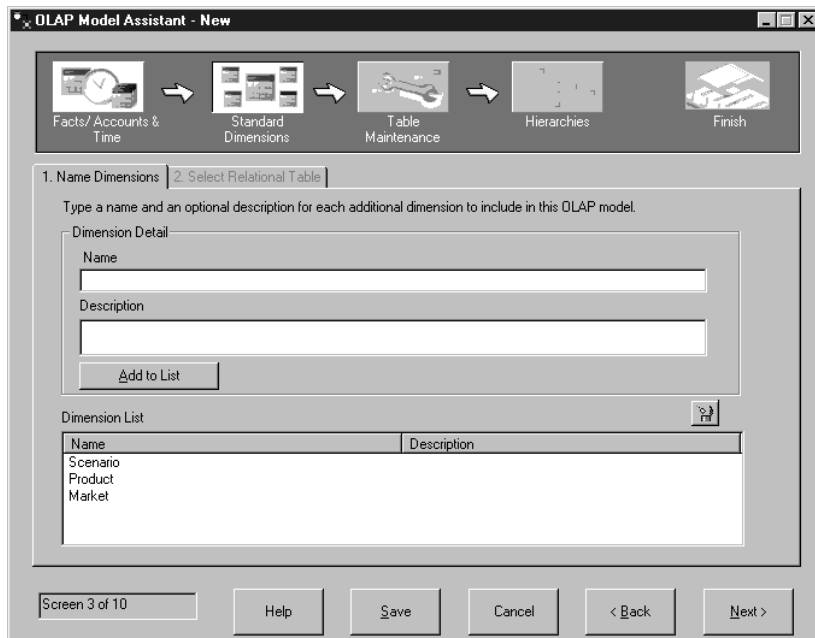 OLAP Model Assistant - New
Facts/Accounts &
Time
Standard
Dimensions
Table
Maintenance
Hierarchies
Finish
1. Name Dimensions
2. Select Relational Table
Type a name and an optional description for each additional dimension to include in this OLAP model.
Dimension Detail
Name
Description
Add to List
Dimension List
Name Description
Scenario
Product
Market
Screen 3 of 10
Help
Save
Cancel
< Back
Next >